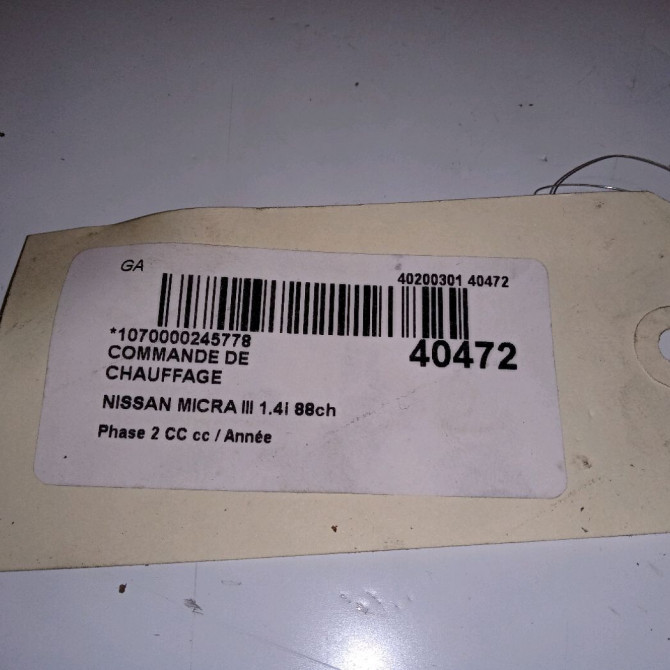 GA
40200301 40472
*1070000245778
40472
COMMANDE DE
CHAUFFAGE
NISSAN MICRA III 1.4i 88ch
Phase 2 CC cc / Année